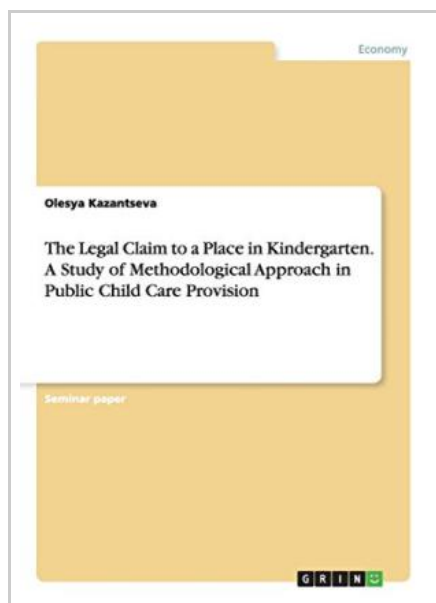 Economy
Olesya Kazantseva
The Legal Claim to a Place in Kindergarten.
A Study of Methodological Approach in
Public Child Care Provision
Seminar paper
GRIN